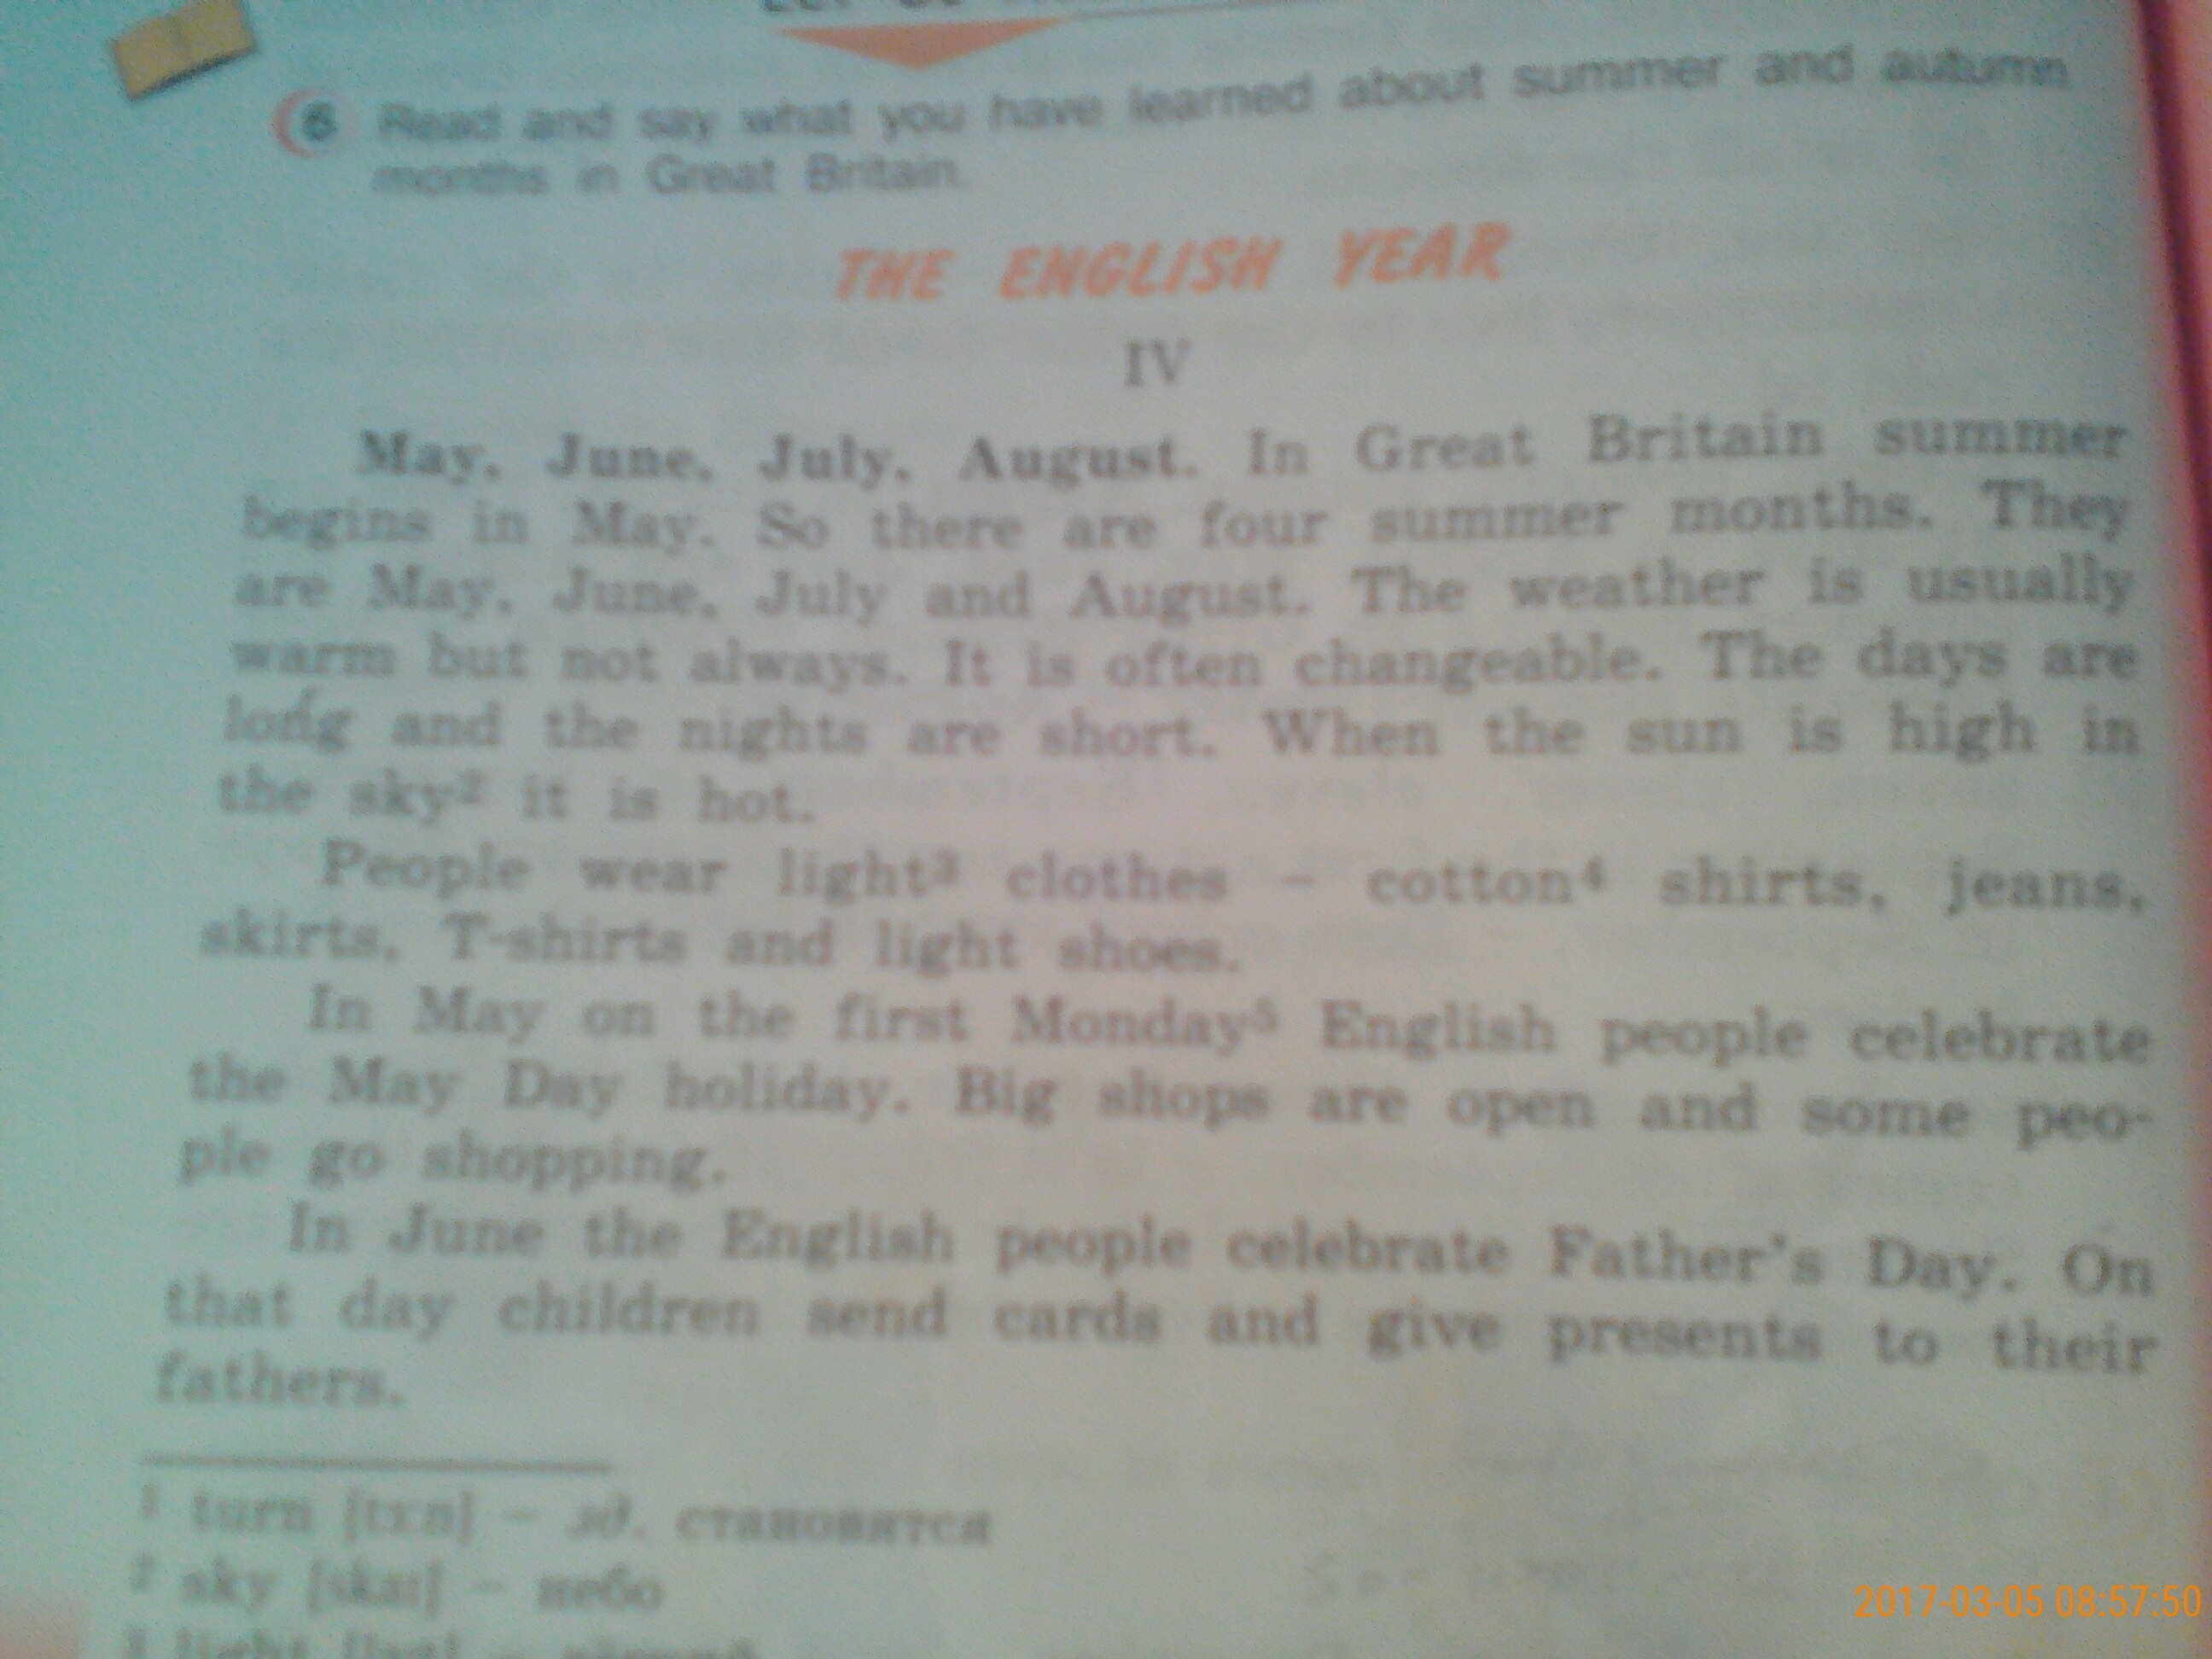 6 Read and say what you have learned about summer and autumn
months in Great Britain.
THE ENGLISH YEAR
IV
May, June, July, August. In Great Britain summer
begins in May. So there are four summer months. They
are May, June, July and August. The weather is usually
warm but not always. It is often changeable. The days are
long and the nights are short. When the sun is high in
the sky² it is hot.
People wear light³ clothes – cotton⁴ shirts, jeans,
skirts, T-shirts and light shoes.
In May on the first Monday⁵ English people celebrate
the May Day holiday. Big shops are open and some peo-
ple go shopping.
In June the English people celebrate Father's Day. On
that day children send cards and give presents to their
fathers.
1 turn [tɜ:n] – зд. становятся
2 sky [skaɪ] – небо
light
2017-03-05 08:57:50